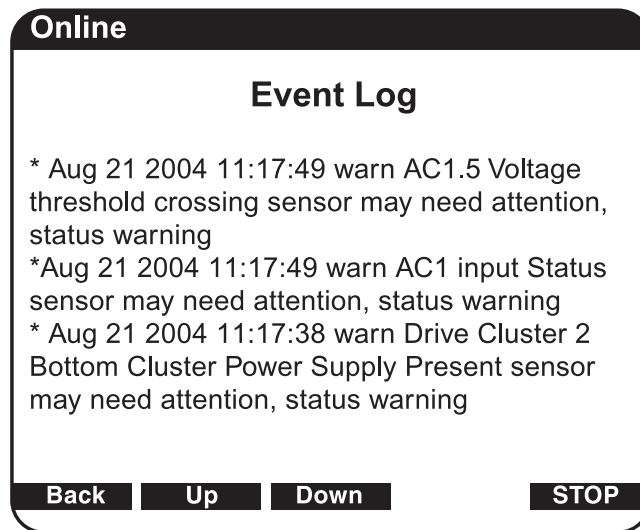 Online
Event Log
* Aug 21 2004 11:17:49 warn AC1.5 Voltage
threshold crossing sensor may need attention,
status warning
*Aug 21 2004 11:17:49 warn AC1 input Status
sensor may need attention, status warning
* Aug 21 2004 11:17:38 warn Drive Cluster 2
Bottom Cluster Power Supply Present sensor
may need attention, status warning
Back Up Down STOP